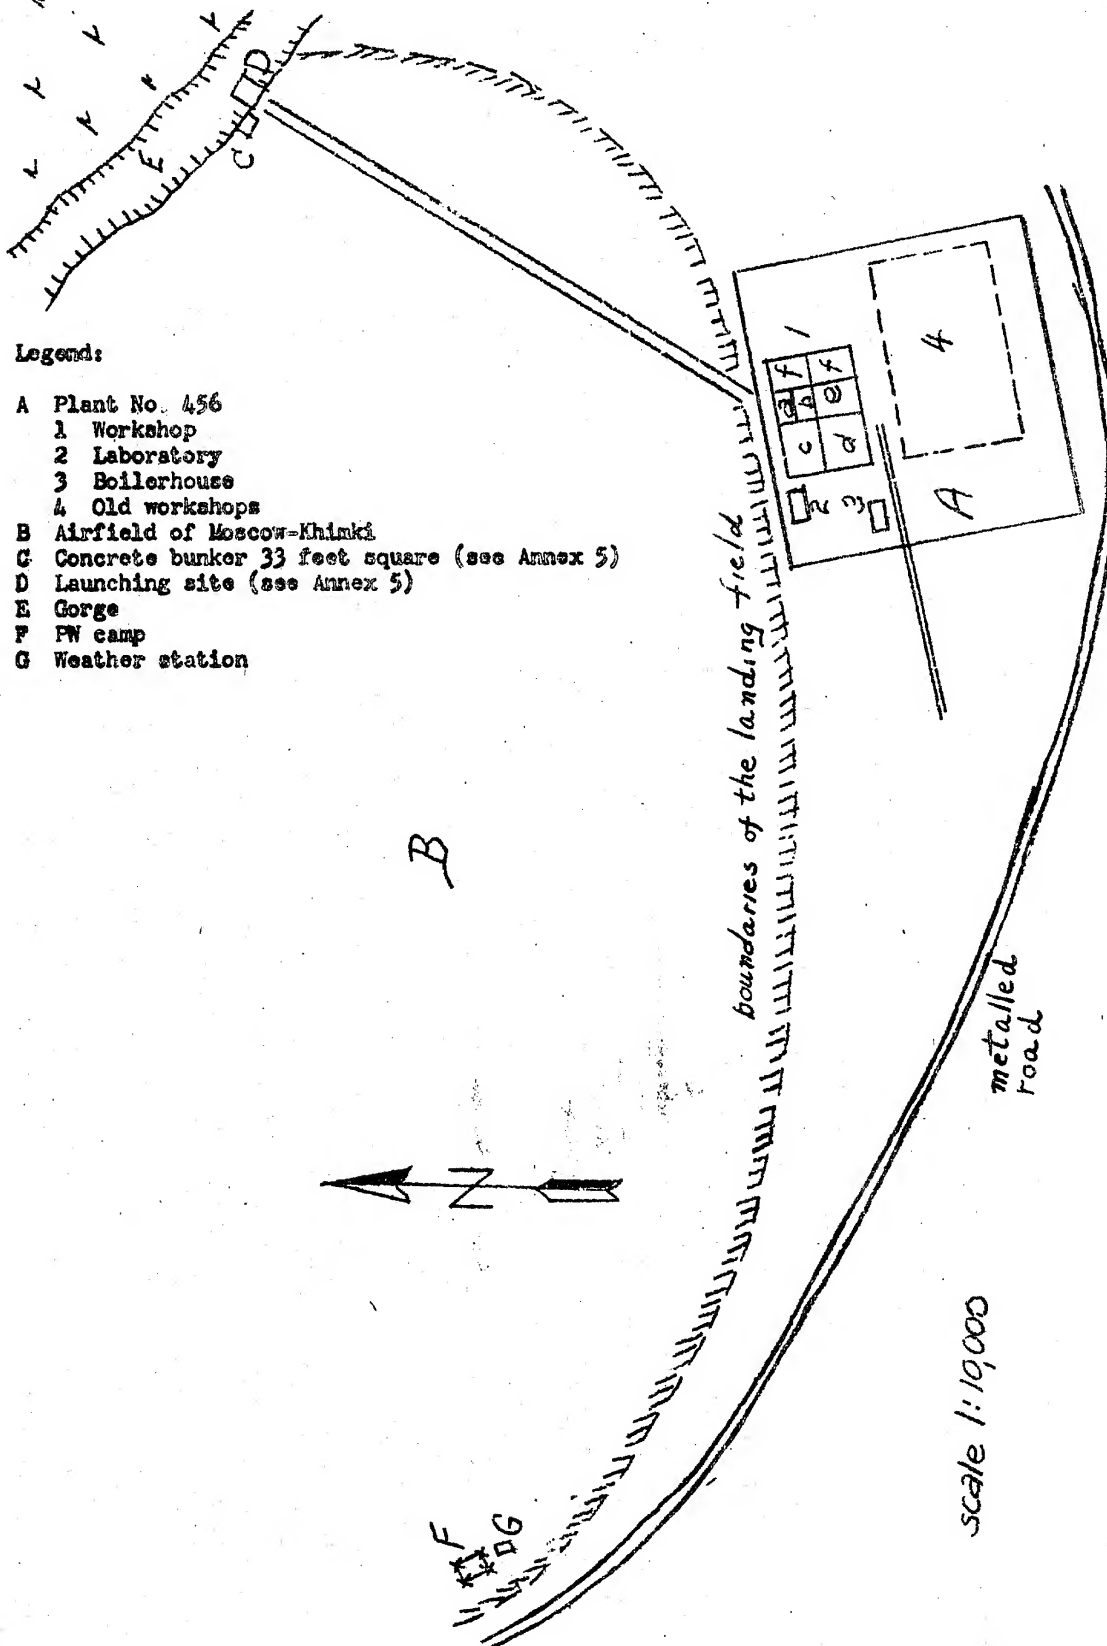 Legend:
A Plant No. 456
1 Workshop
2 Laboratory
3 Boilerhouse
4 Old workshops
B Airfield of Moscow-Khimki
C Concrete bunker 33 feet square (see Annex 5)
D Launching site (see Annex 5)
E Gorge
F PW camp
G Weather station
D
C
E
1
a f
b
c e f
d
2
3
4
A
B
boundaries of the landing field
metalled
road
N
F
G
scale 1:10,000